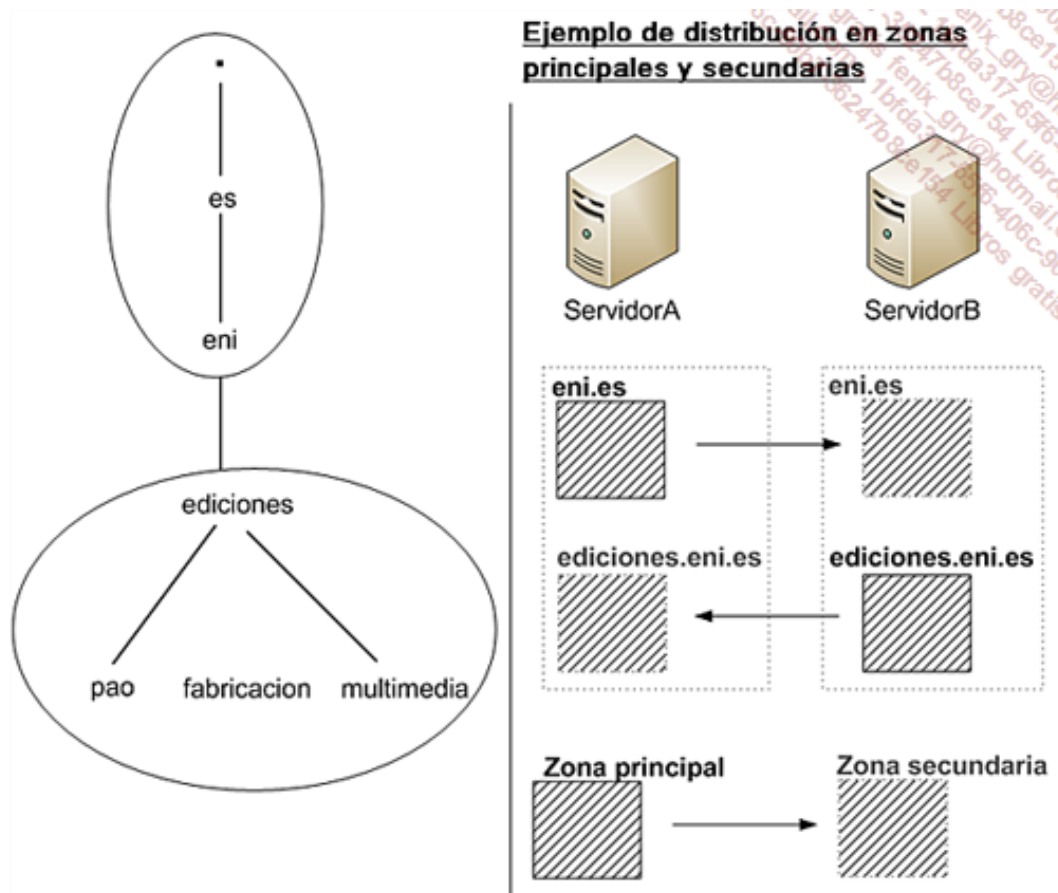 .
es
eni
ediciones
pao fabricacion multimedia
Ejemplo de distribución en zonas
principales y secundarias
ServidorA ServidorB
eni.es eni.es
ediciones.eni.es ediciones.eni.es
Zona principal Zona secundaria